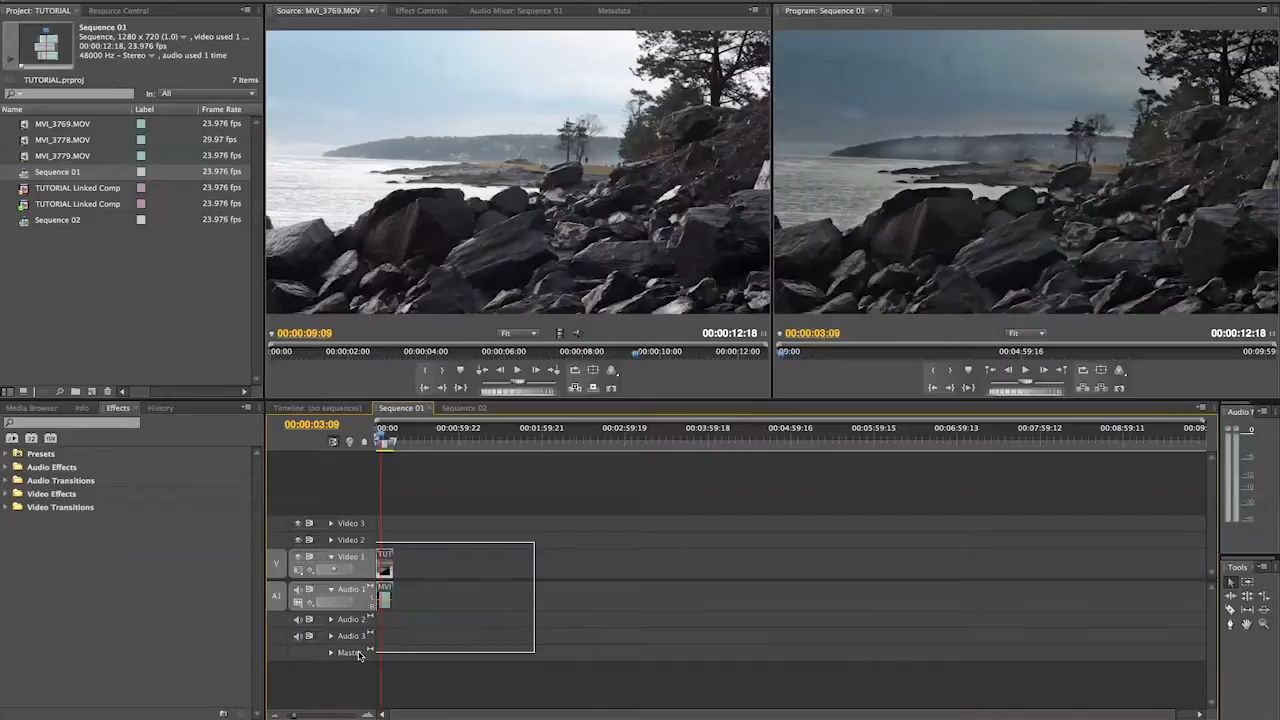 Project: TUTORIAL
Resource Central
Sequence 01
Sequence, 1280 x 720 (1.0) , video used 1 ...
00:00:12:18, 23.976 fps
48000 Hz - Stereo , audio used 1 time
TUTORIAL.prproj
7 Items
In: All
Name Label Frame Rate
MVI_3769.MOV 23.976 fps
MVI_3778.MOV 29.97 fps
MVI_3779.MOV 23.976 fps
Sequence 01 23.976 fps
TUTORIAL Linked Comp 23.976 fps
TUTORIAL Linked Comp 23.976 fps
Sequence 02 23.976 fps
Source: MVI_3769.MOV
Effect Controls
Audio Mixer: Sequence 01
Metadata
00:00:09:09
Fit
00:00:12:18
:00:00 00:00:02:00 00:00:04:00 00:00:06:00 00:00:08:00 00:00:10:00 00:00:12:00
Program: Sequence 01
00:00:03:09
Fit
00:00:12:18
00:00 00:04:59:16 00:09:59
Media Browser
Info
Effects
History
Presets
Audio Effects
Audio Transitions
Video Effects
Video Transitions
Timeline: (no sequences)
Sequence 01
Sequence 02
00:00:03:09
:00:00 00:00:59:22 00:01:59:21 00:02:59:19 00:03:59:18 00:04:59:16 00:05:59:15 00:06:59:13 00:07:59:12 00:08:59:11 00:09:
Video 3
Video 2
V Video 1 TUT
A1 Audio 1 MVI
L
R
Audio 2
Audio 3
Maste
Audio M
0
Tools